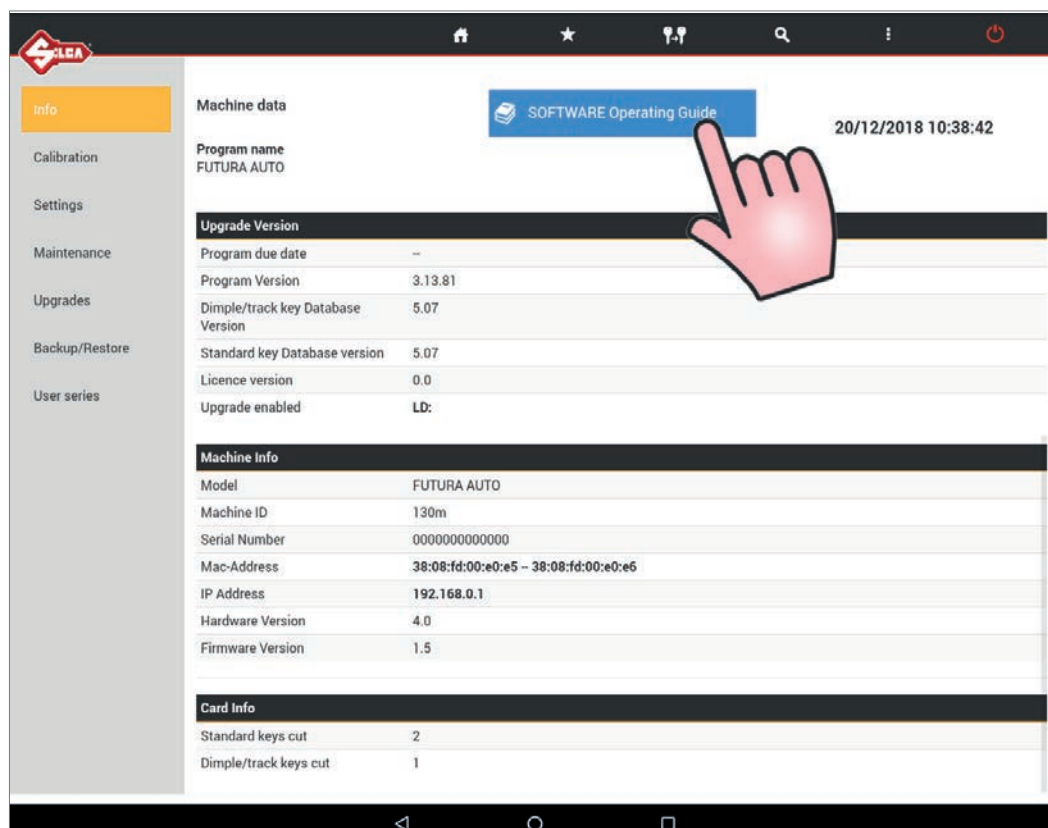 SILCA
Info
Calibration
Settings
Maintenance
Upgrades
Backup/Restore
User series
Machine data
SOFTWARE Operating Guide
20/12/2018 10:38:42
Program name
FUTURA AUTO
Upgrade Version
Program due date --
Program Version 3.13.81
Dimple/track key Database
Version 5.07
Standard key Database version 5.07
Licence version 0.0
Upgrade enabled LD:
Machine Info
Model FUTURA AUTO
Machine ID 130m
Serial Number 0000000000000
Mac-Address 38:08:fd:00:e0:e5 -- 38:08:fd:00:e0:e6
IP Address 192.168.0.1
Hardware Version 4.0
Firmware Version 1.5
Card Info
Standard keys cut 2
Dimple/track keys cut 1